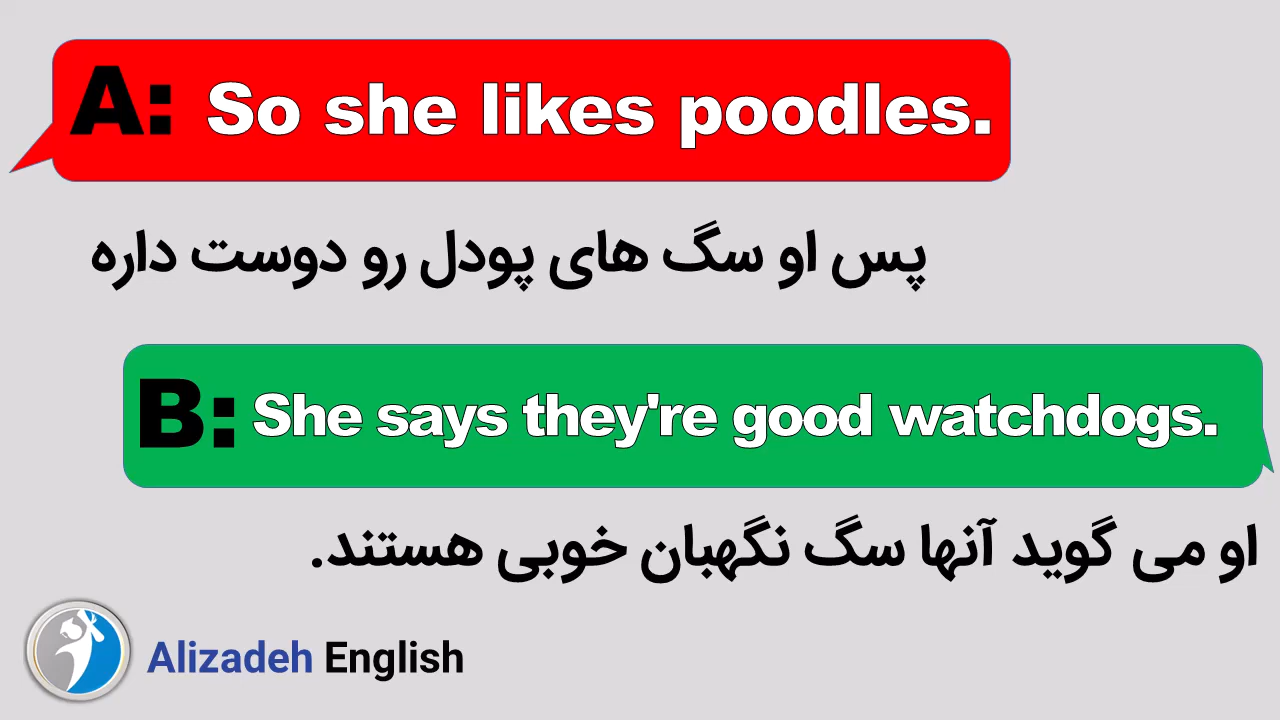 A: So she likes poodles.
پس او سگ های پودل رو دوست داره
B: She says they're good watchdogs.
او می گوید آنها سگ نگهبان خوبی هستند.
Alizadeh English